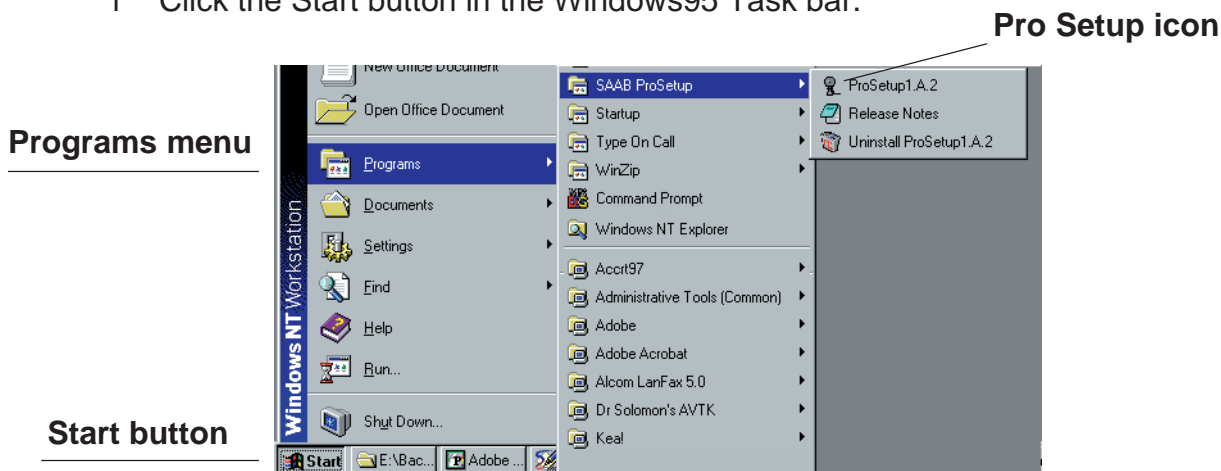 1 Click the Start button in the Windows95 Task bar.
Pro Setup icon
Programs menu
Start button
New Office Document
Open Office Document
Programs
Documents
Settings
Find
Help
Run...
Shut Down...
Windows NT Workstation
SAAB ProSetup
Startup
Type On Call
WinZip
Command Prompt
Windows NT Explorer
Accrt97
Administrative Tools (Common)
Adobe
Adobe Acrobat
Alcom LanFax 5.0
Dr Solomon's AVTK
Kea!
ProSetup1.A.2
Release Notes
Uninstall ProSetup1.A.2
Start
E:\Bac...
Adobe ...